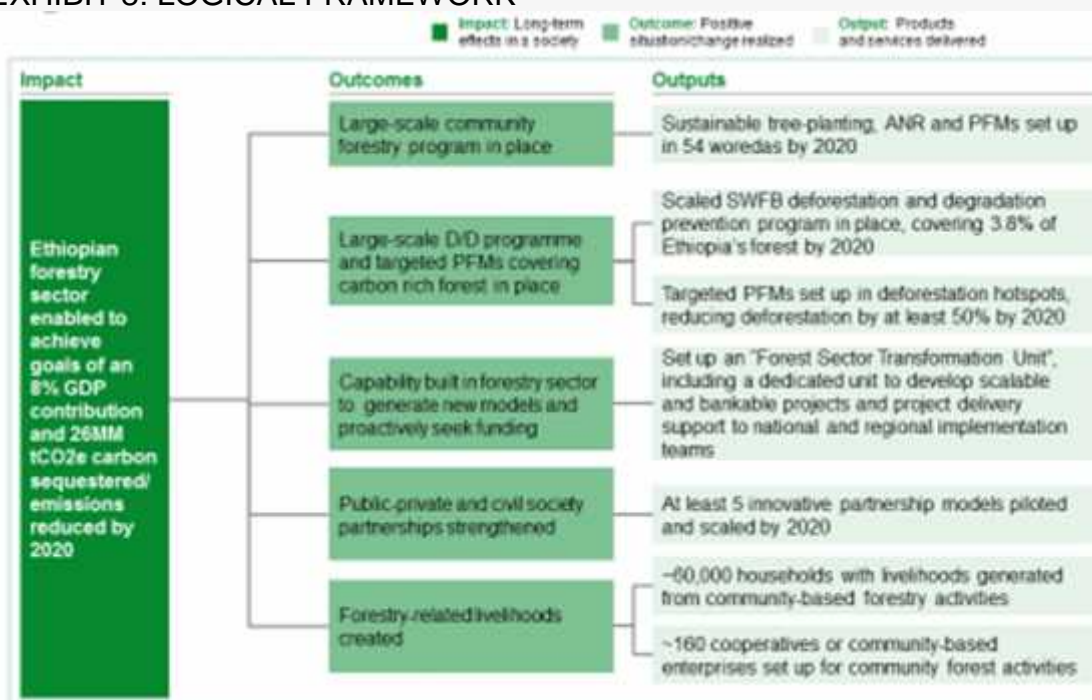 EXHIBIT 3: LOGICAL FRAMEWORK
Impact: Long-term
effects in a society
Outcome: Positive
situation/change realized
Output: Products
and services delivered
Impact
Outcomes
Outputs
Ethiopian
forestry
sector
enabled to
achieve
goals of an
8% GDP
contribution
and 26MM
tCO2e carbon
sequestered/
emissions
reduced by
2020
Large-scale community
forestry program in place
Sustainable tree-planting, ANR and PFMs set up
in 54 woredas by 2020
Large-scale D/D programme
and targeted PFMs covering
carbon rich forest in place
Scaled SWFB deforestation and degradation
prevention program in place, covering 3.8% of
Ethiopia's forest by 2020
Targeted PFMs set up in deforestation hotspots,
reducing deforestation by at least 50% by 2020
Capability built in forestry sector
to generate new models and
proactively seek funding
Set up an "Forest Sector Transformation Unit",
including a dedicated unit to develop scalable
and bankable projects and project delivery
support to national and regional implementation
teams
Public-private and civil society
partnerships strengthened
At least 5 innovative partnership models piloted
and scaled by 2020
Forestry-related livelihoods
created
~60,000 households with livelihoods generated
from community-based forestry activities
~160 cooperatives or community-based
enterprises set up for community forest activities